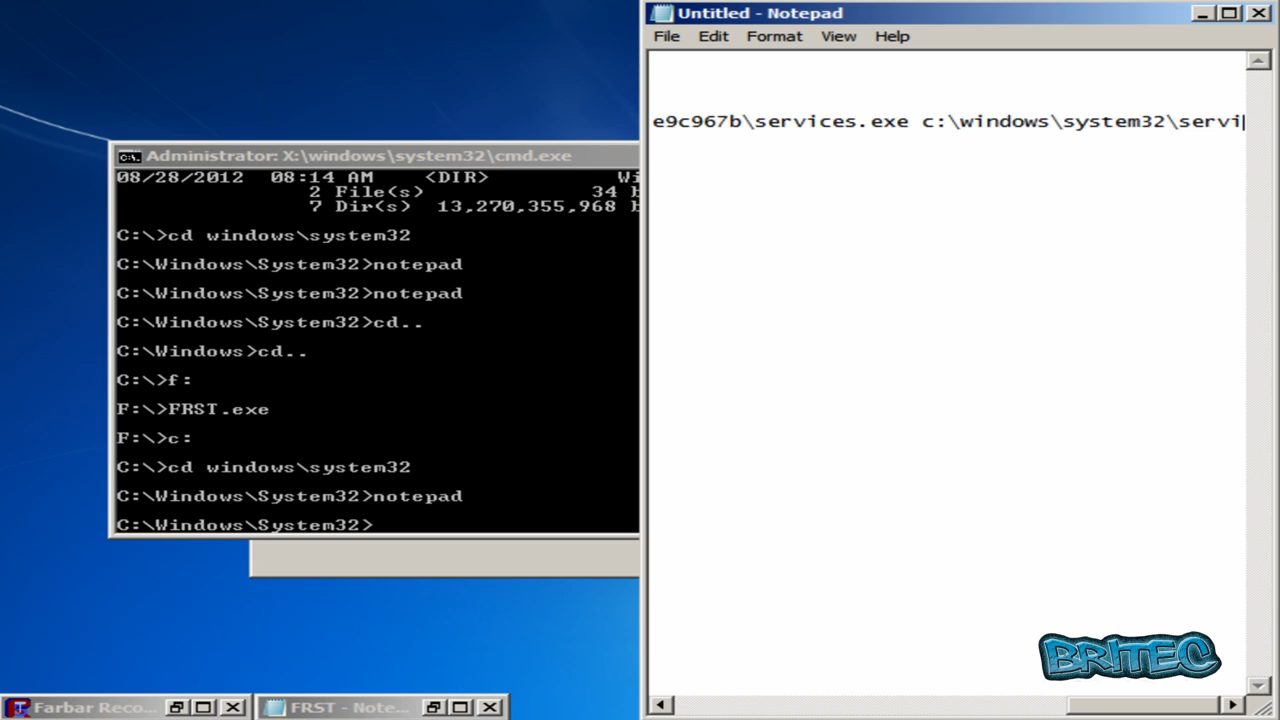 Untitled - Notepad
File Edit Format View Help
e9c967b\services.exe c:\windows\system32\servi
Administrator: X:\windows\system32\cmd.exe
08/28/2012 08:14 AM <DIR> Wi
2 File(s) 34 b
7 Dir(s) 13,270,355,968 b
C:\>cd windows\system32
C:\Windows\System32>notepad
C:\Windows\System32>notepad
C:\Windows\System32>cd..
C:\Windows>cd..
C:\>f:
F:\>FRST.exe
F:\>c:
C:\>cd windows\system32
C:\Windows\System32>notepad
C:\Windows\System32>
BRITEC
Farbar Reco...
FRST - Note...